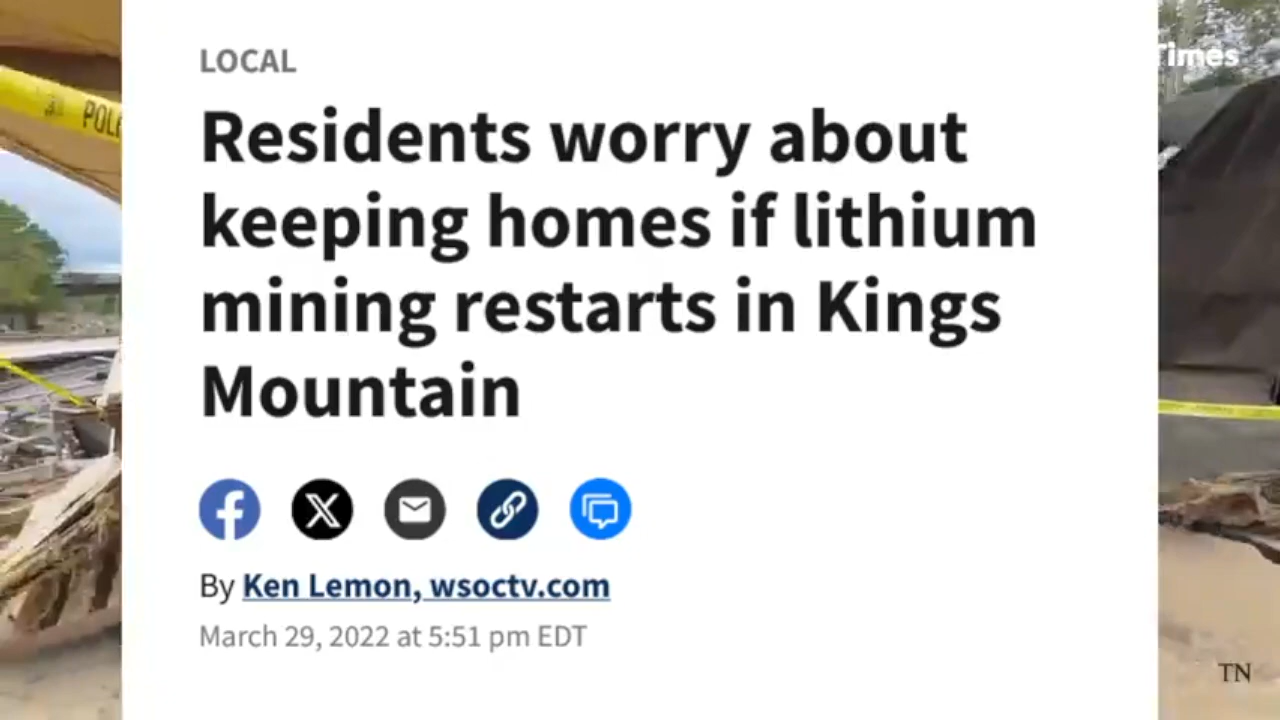 LOCAL
Times
POLI
Residents worry about
keeping homes if lithium
mining restarts in Kings
Mountain
By Ken Lemon, wsoctv.com
March 29, 2022 at 5:51 pm EDT
TN